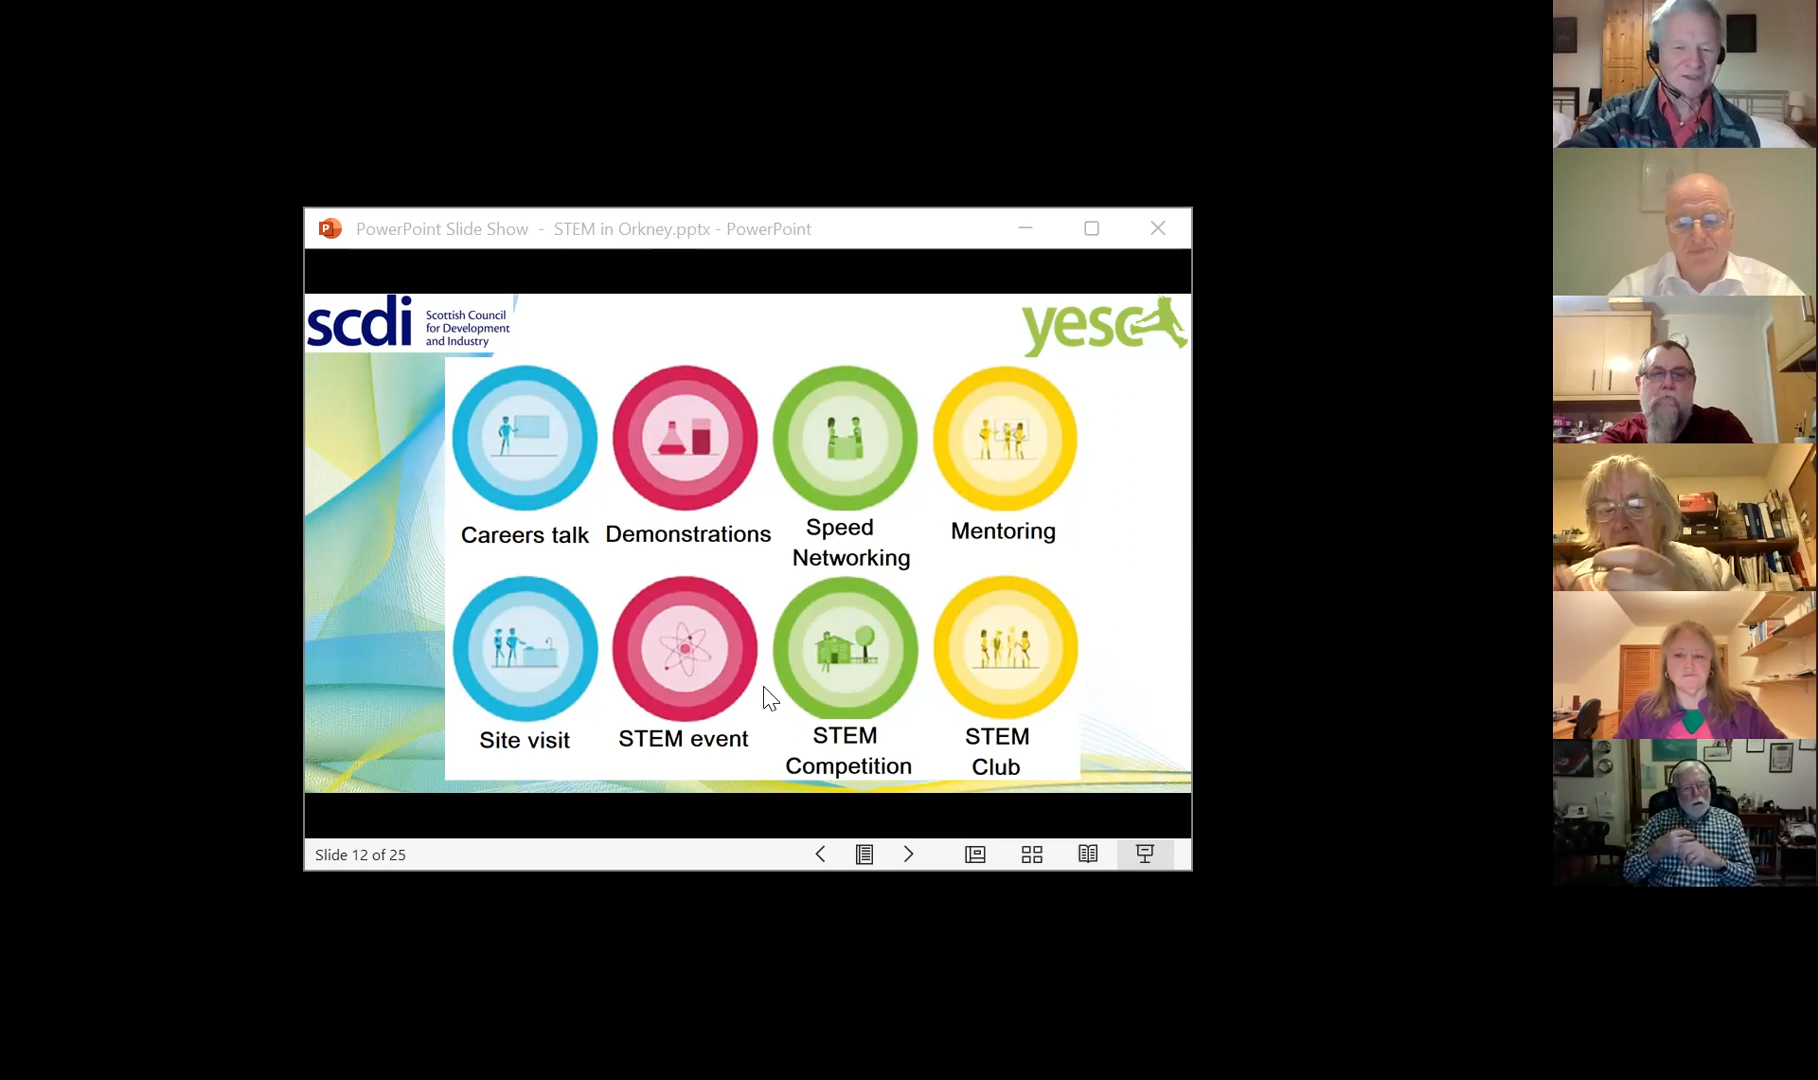 PowerPoint Slide Show - STEM in Orkney.pptx - PowerPoint
scdi
Scottish Council
for Development
and Industry
yesc
Careers talk
Demonstrations
Speed
Networking
Mentoring
Site visit
STEM event
STEM
Competition
STEM
Club
Slide 12 of 25